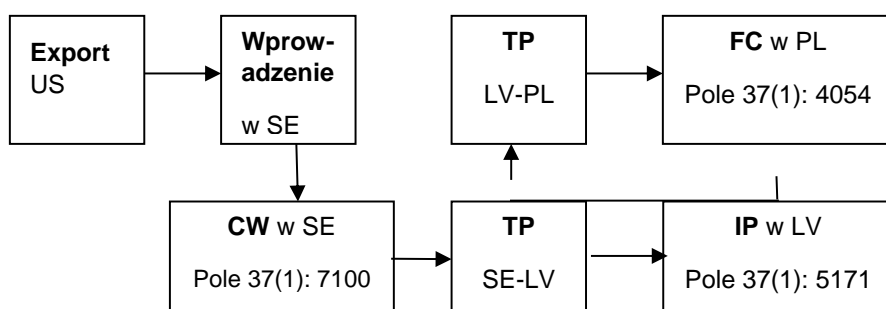 Export
US
Wprow-
adzenie
w SE
TP
LV-PL
FC w PL
Pole 37(1): 4054
CW w SE
Pole 37(1): 7100
TP
SE-LV
IP w LV
Pole 37(1): 5171